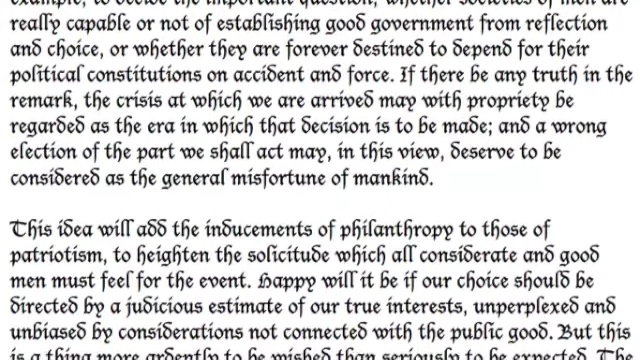 example, to decide the important question, whether societies of men are
really capable or not of establishing good government from reflection
and choice, or whether they are forever destined to depend for their
political constitutions on accident and force. If there be any truth in the
remark, the crisis at which we are arrived may with propriety be
regarded as the era in which that decision is to be made; and a wrong
election of the part we shall act may, in this view, deserve to be
considered as the general misfortune of mankind.

This idea will add the inducements of philanthropy to those of
patriotism, to heighten the solicitude which all considerate and good
men must feel for the event. Happy will it be if our choice should be
directed by a judicious estimate of our true interests, unperplexed and
unbiased by considerations not connected with the public good. But this
is a thing more ardently to be wished than seriously to be expected. The